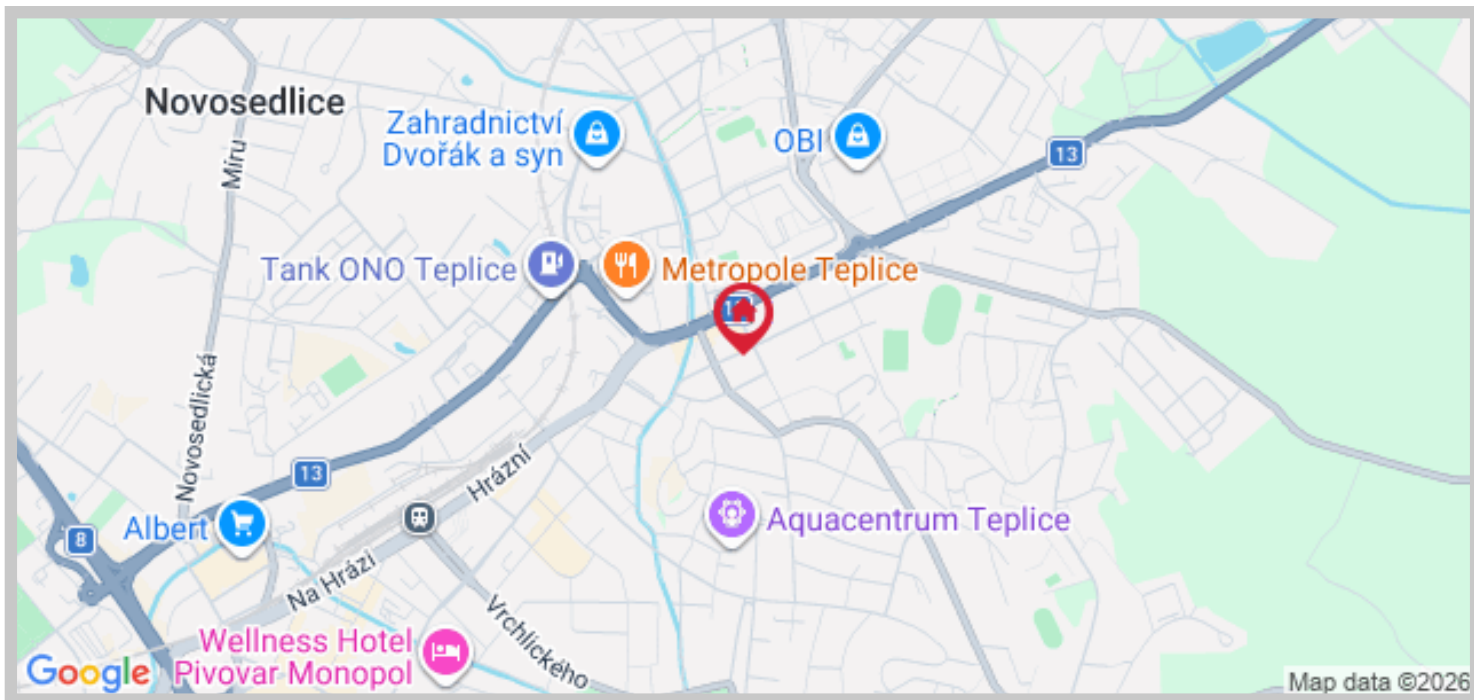 Novosedlice
Zahradnictví
Dvořák a syn
OBI
Míru
13
Tank ONO Teplice
Metropole Teplice
Novosedlická
13
Hrázní
8
Albert
Aquacentrum Teplice
Na Hrázi
Vrchlického
Wellness Hotel
Pivovar Monopol
Google
Map data ©2026